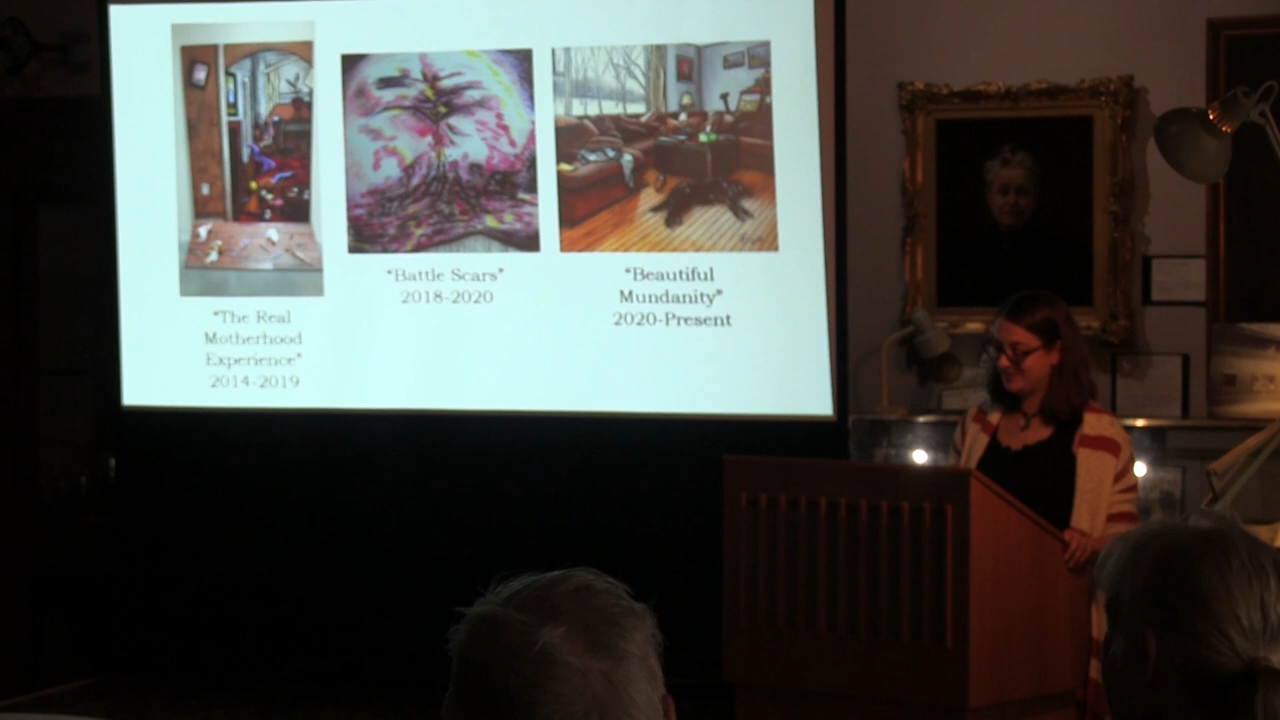 "The Real
Motherhood
Experience"
2014-2019
"Battle Scars"
2018-2020
"Beautiful
Mundanity"
2020-Present